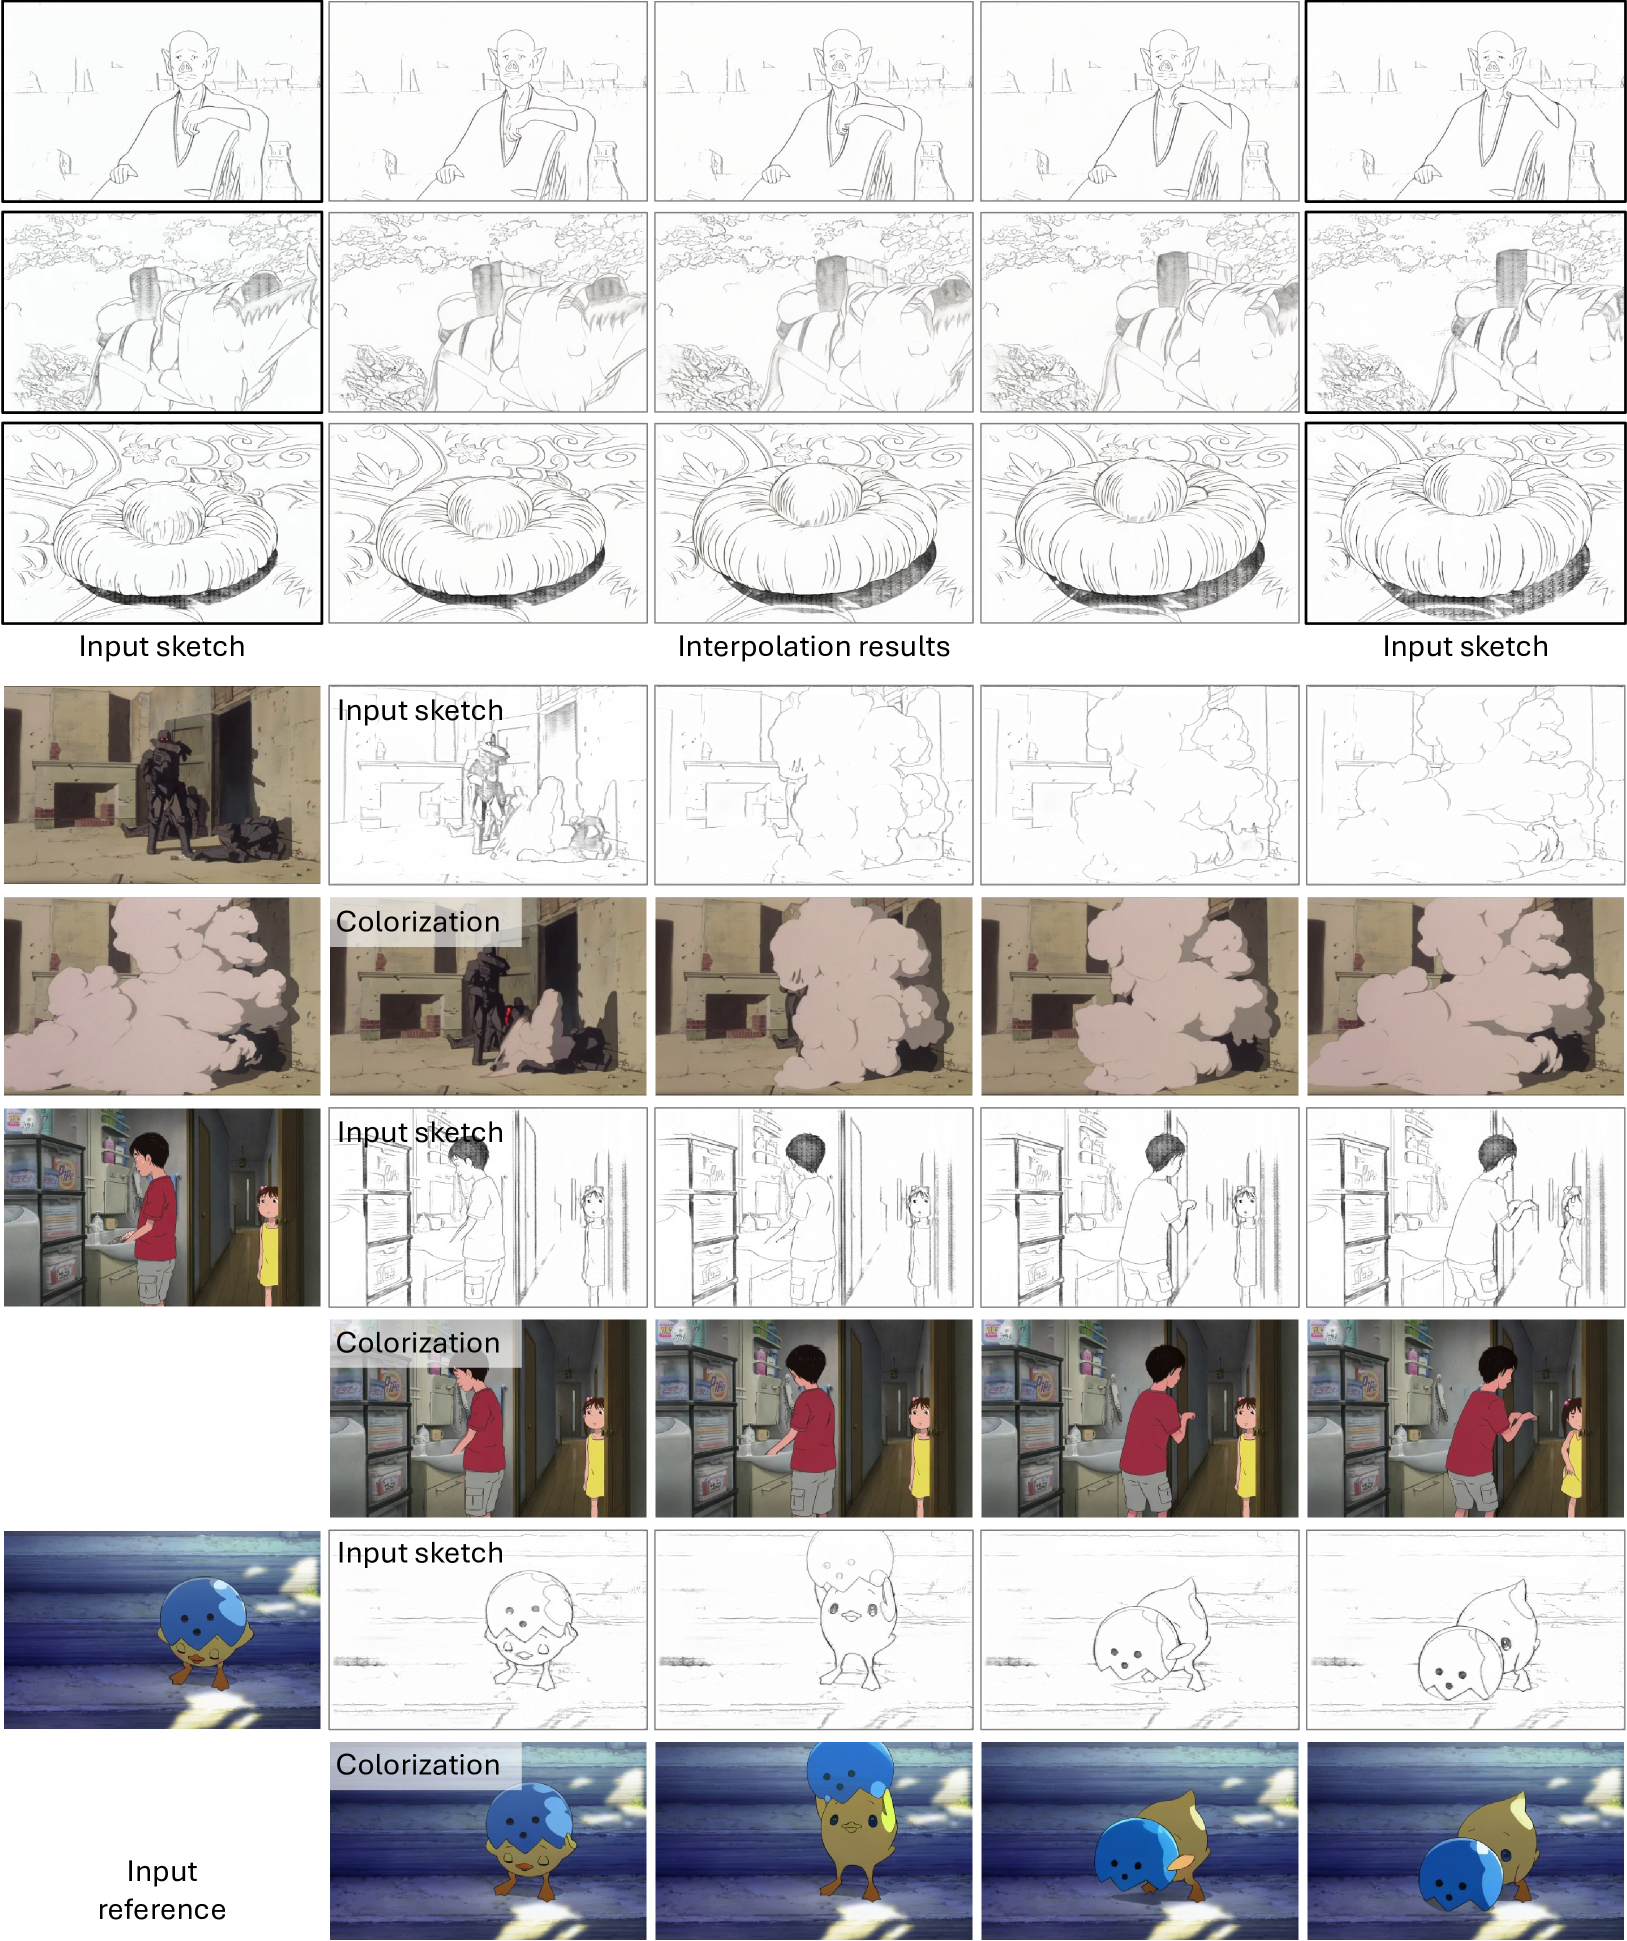 Input sketch
Interpolation results
Input sketch
Input sketch
Colorization
Input sketch
Colorization
Input sketch
Colorization
Input
reference